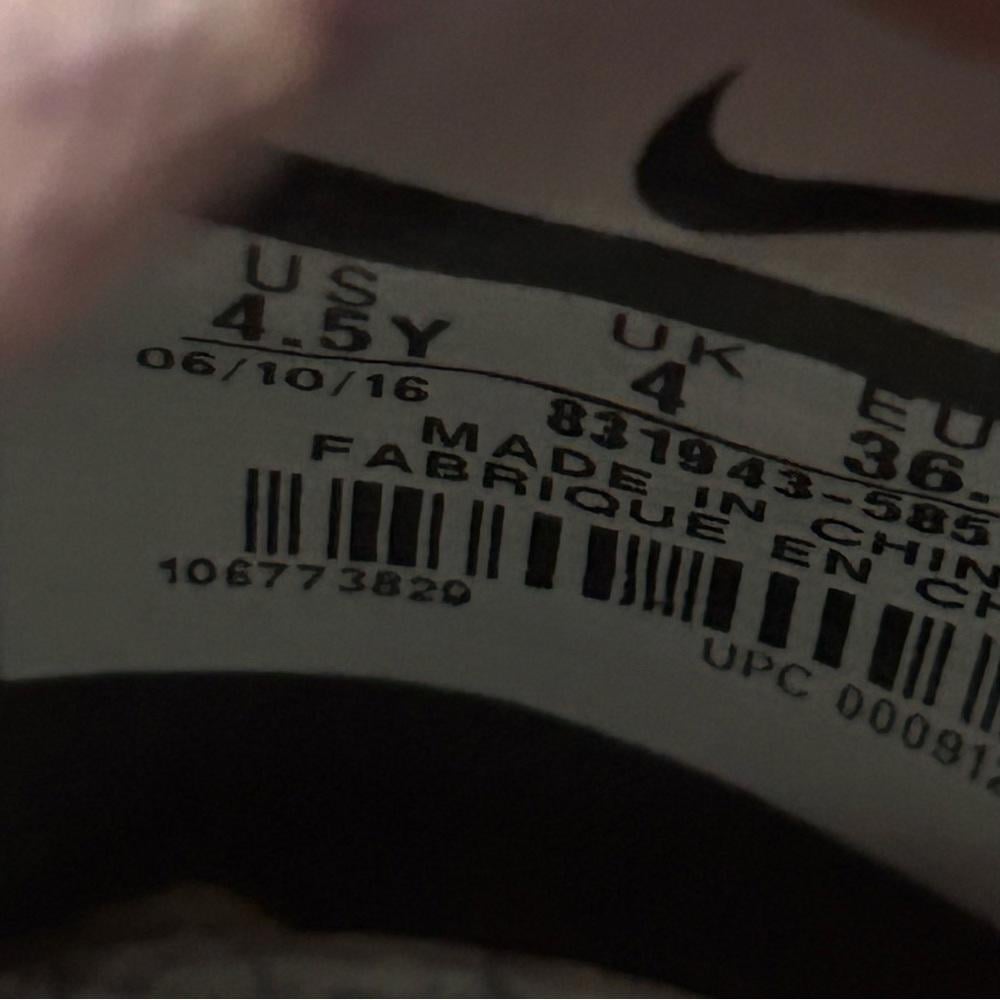 US UK EU
4.5Y 4 36.
06/10/16 831943-585
MADE IN CHIN
FABRIQUE EN CH
106773829
UPC 000912